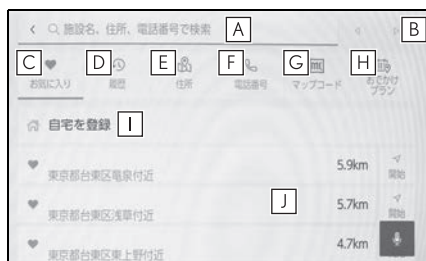 施設名、住所、電話番号で検索 A B
C D E F G H
お気に入り 履歴 住所 電話番号 マップコード おでかけプラン
自宅を登録 I
5.9km
東京都台東区竜泉付近 開始
J 5.7km
東京都台東区浅草付近 開始
4.7km
東京都台東区東上野付近